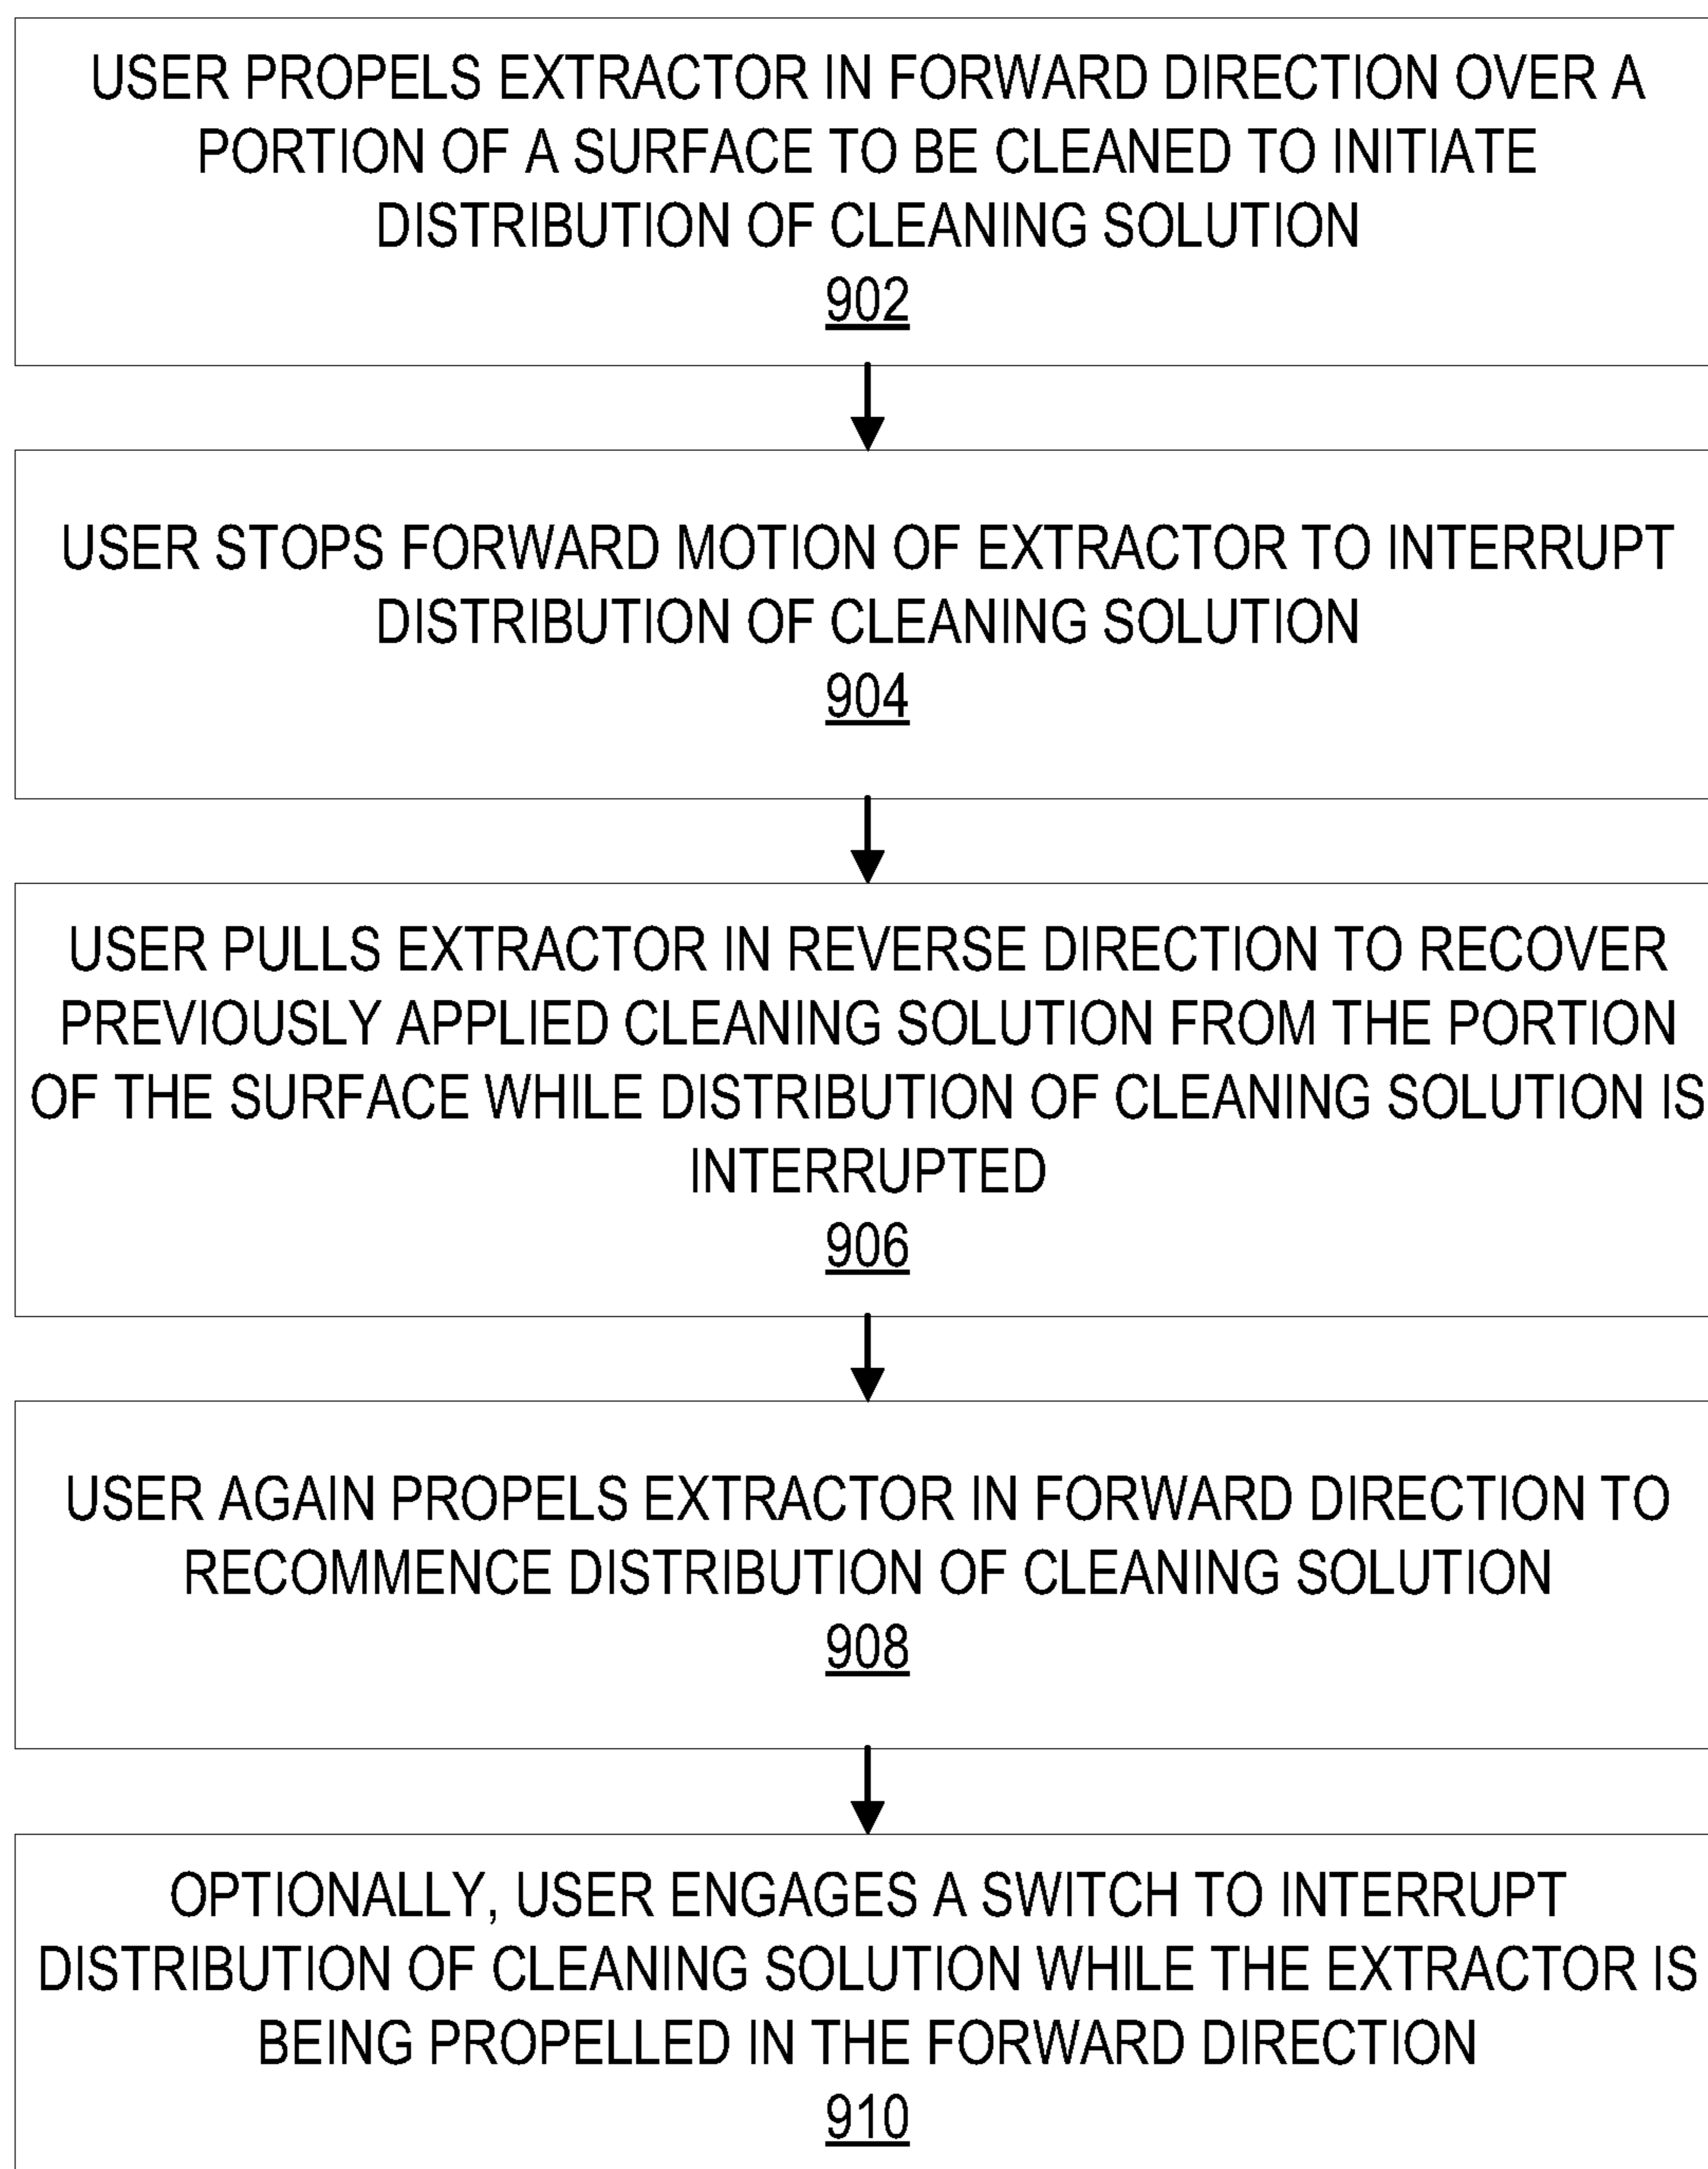 USER PROPELS EXTRACTOR IN FORWARD DIRECTION OVER A
PORTION OF A SURFACE TO BE CLEANED TO INITIATE
DISTRIBUTION OF CLEANING SOLUTION
902
USER STOPS FORWARD MOTION OF EXTRACTOR TO INTERRUPT
DISTRIBUTION OF CLEANING SOLUTION
904
USER PULLS EXTRACTOR IN REVERSE DIRECTION TO RECOVER
PREVIOUSLY APPLIED CLEANING SOLUTION FROM THE PORTION
OF THE SURFACE WHILE DISTRIBUTION OF CLEANING SOLUTION IS
INTERRUPTED
906
USER AGAIN PROPELS EXTRACTOR IN FORWARD DIRECTION TO
RECOMMENCE DISTRIBUTION OF CLEANING SOLUTION
908
OPTIONALLY, USER ENGAGES A SWITCH TO INTERRUPT
DISTRIBUTION OF CLEANING SOLUTION WHILE THE EXTRACTOR IS
BEING PROPELLED IN THE FORWARD DIRECTION
910